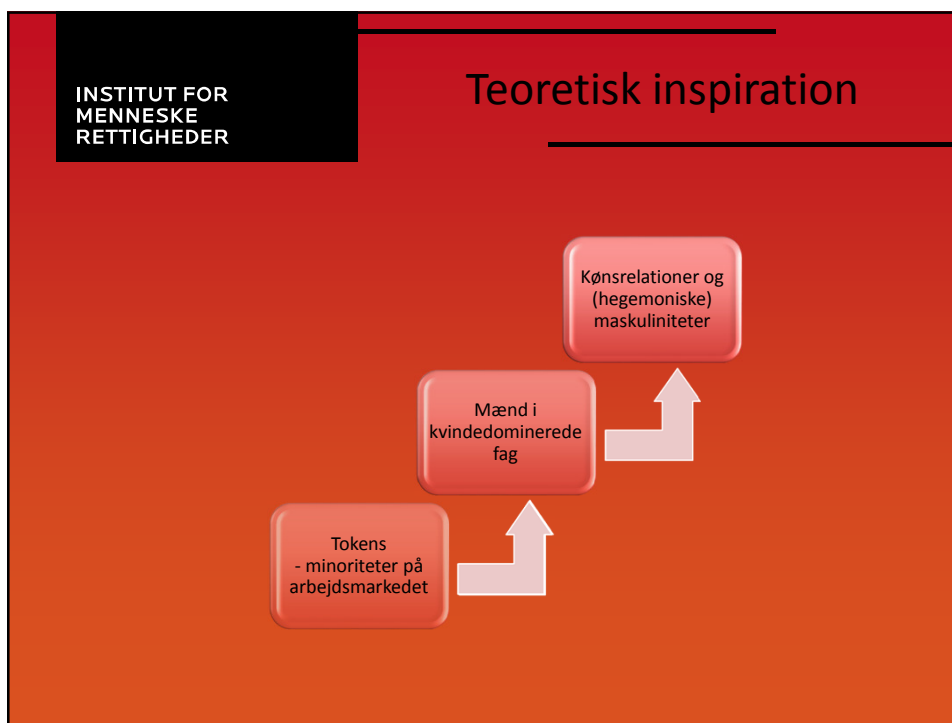 INSTITUT FOR
MENNESKE
RETTIGHEDER
Teoretisk inspiration
Kønsrelationer og
(hegemoniske)
maskuliniteter
Mænd i
kvindedominerede
fag
Tokens
- minoriteter på
arbejdsmarkedet